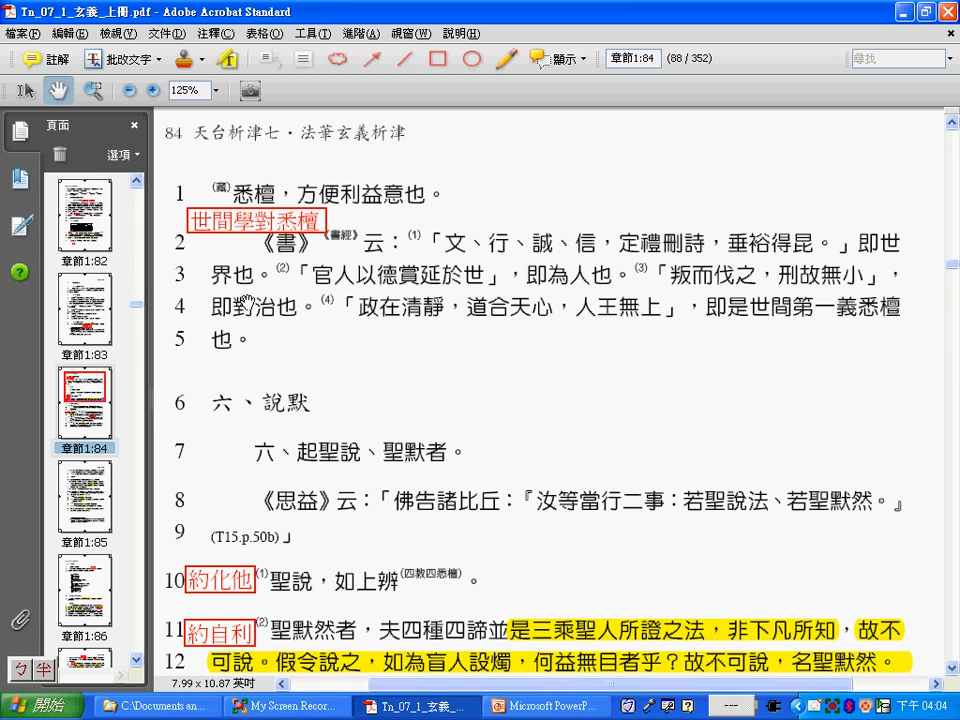 Tn_07_1_玄義_上冊.pdf - Adobe Acrobat Standard
檔案(F) 編輯(E) 檢視(V) 文件(D) 注釋(C) 表格(O) 工具(T) 進階(A) 視窗(W) 說明(H)
註解 批改文字 顯示 章節1:84 (88 / 352) 尋找
125%
頁面
選項
章節1:82
章節1:83
章節1:84
章節1:85
章節1:86
84 天台析津七・法華玄義析津
1 (藏)悉檀，方便利益意也。
世間學對悉檀
2 《書》《書經》云：(1)「文、行、誠、信，定禮刪詩，垂裕得昆。」即世
3 界也。(2)「官人以德賞延於世」，即為人也。(3)「叛而伐之，刑故無小」，
4 即對治也。(4)「政在清靜，道合天心，人王無上」，即是世間第一義悉檀
5 也。
6 六、說默
7 六、起聖說、聖默者。
8 《思益》云：「佛告諸比丘：『汝等當行二事：若聖說法、若聖默然。』
9 (T15.p.50b)」
10 約化他 (1)聖說，如上辨(四教四悉檀)。
11 約自利 (2)聖默然者，夫四種四諦並是三乘聖人所證之法，非下凡所知，故不
12 可說。假令說之，如為盲人設燭，何益無目者乎？故不可說，名聖默然。
ㄅ 半
7.99 x 10.87 英吋
開始 C:\Documents an... My Screen Recor... Tn_07_1_玄義_... Microsoft PowerP... --- 下午 04:04